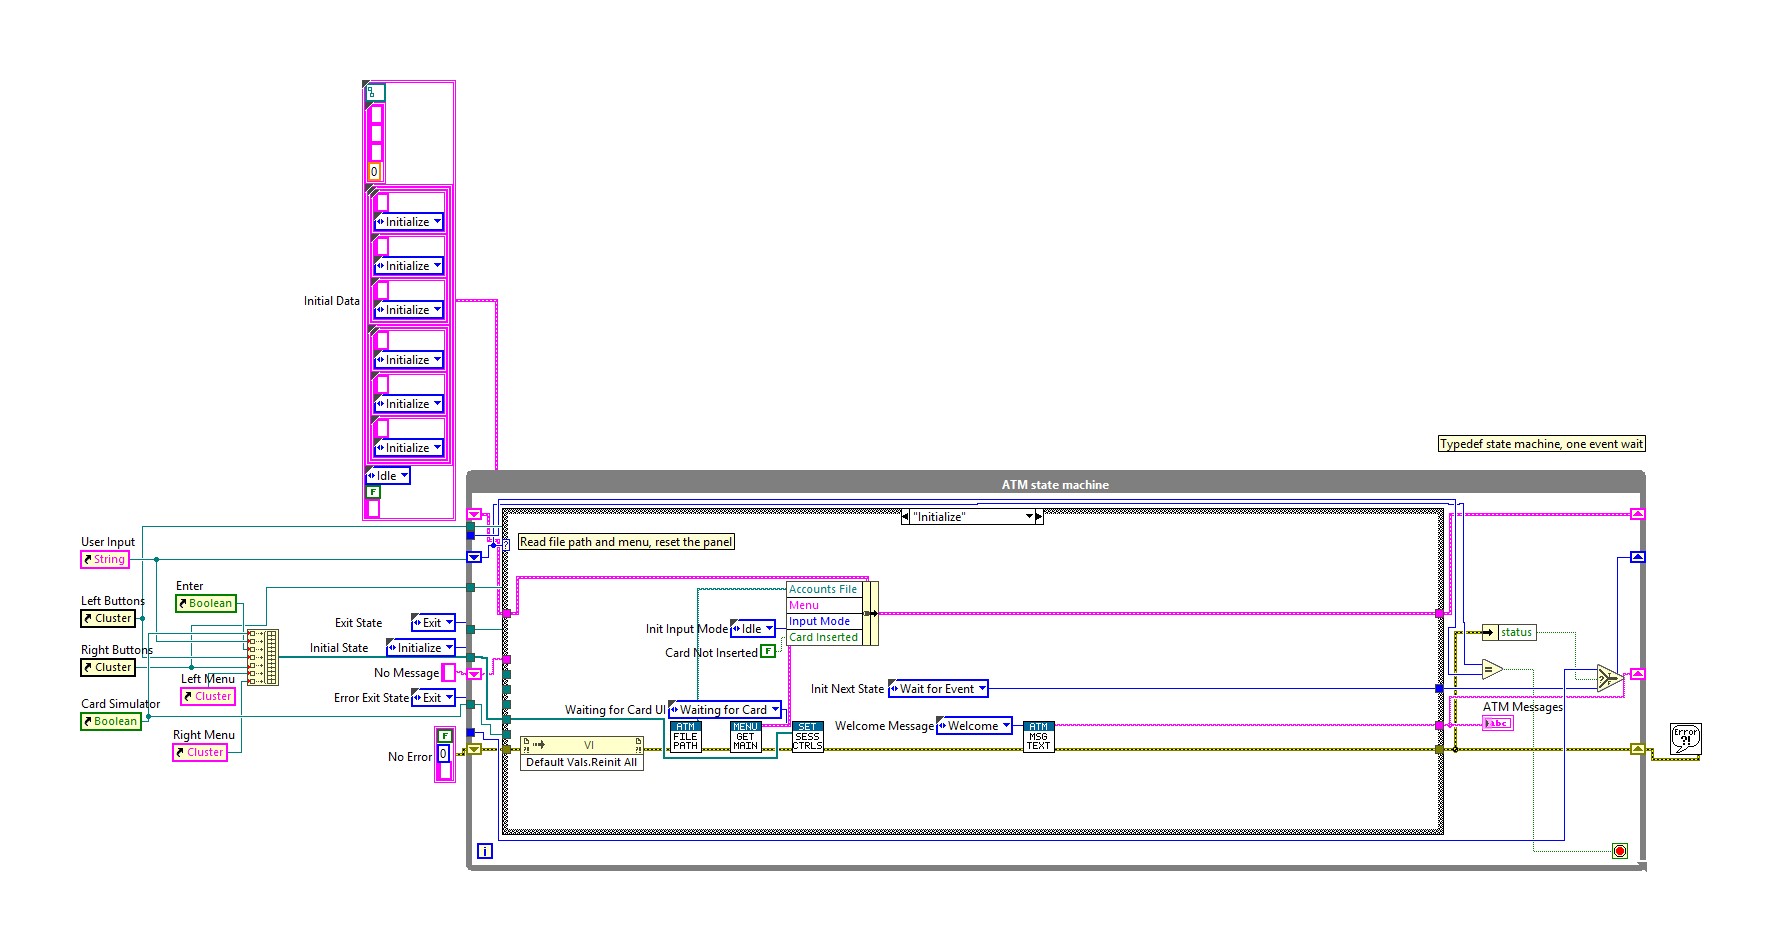 0
Initialize
Initialize
Initialize
Initial Data
Initialize
Initialize
Initialize
Idle
F
Typedef state machine, one event wait
ATM state machine
"Initialize"
Read file path and menu, reset the panel
User Input
String
Enter
Boolean
Left Buttons
Cluster
Right Buttons
Cluster
Left Menu
Cluster
Card Simulator
Boolean
Right Menu
Cluster
Exit State
Exit
Initial State
Initialize
No Message
Error Exit State
Exit
No Error
F
0
?
Accounts File
Menu
Input Mode
Card Inserted
Init Input Mode
Idle
Card Not Inserted
F
Init Next State
Wait for Event
Waiting for Card UI
Waiting for Card
Welcome Message
Welcome
VI
Default Vals.Reinit All
ATM
FILE
PATH
MENU
GET
MAIN
SET
SESS
CTRLS
ATM
MSG
TEXT
status
=
?
ATM Messages
abc
Error
?!
i